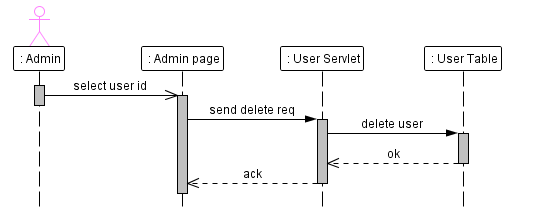 : Admin
: Admin page
: User Servlet
: User Table
select user id
send delete req
delete user
ok
ack